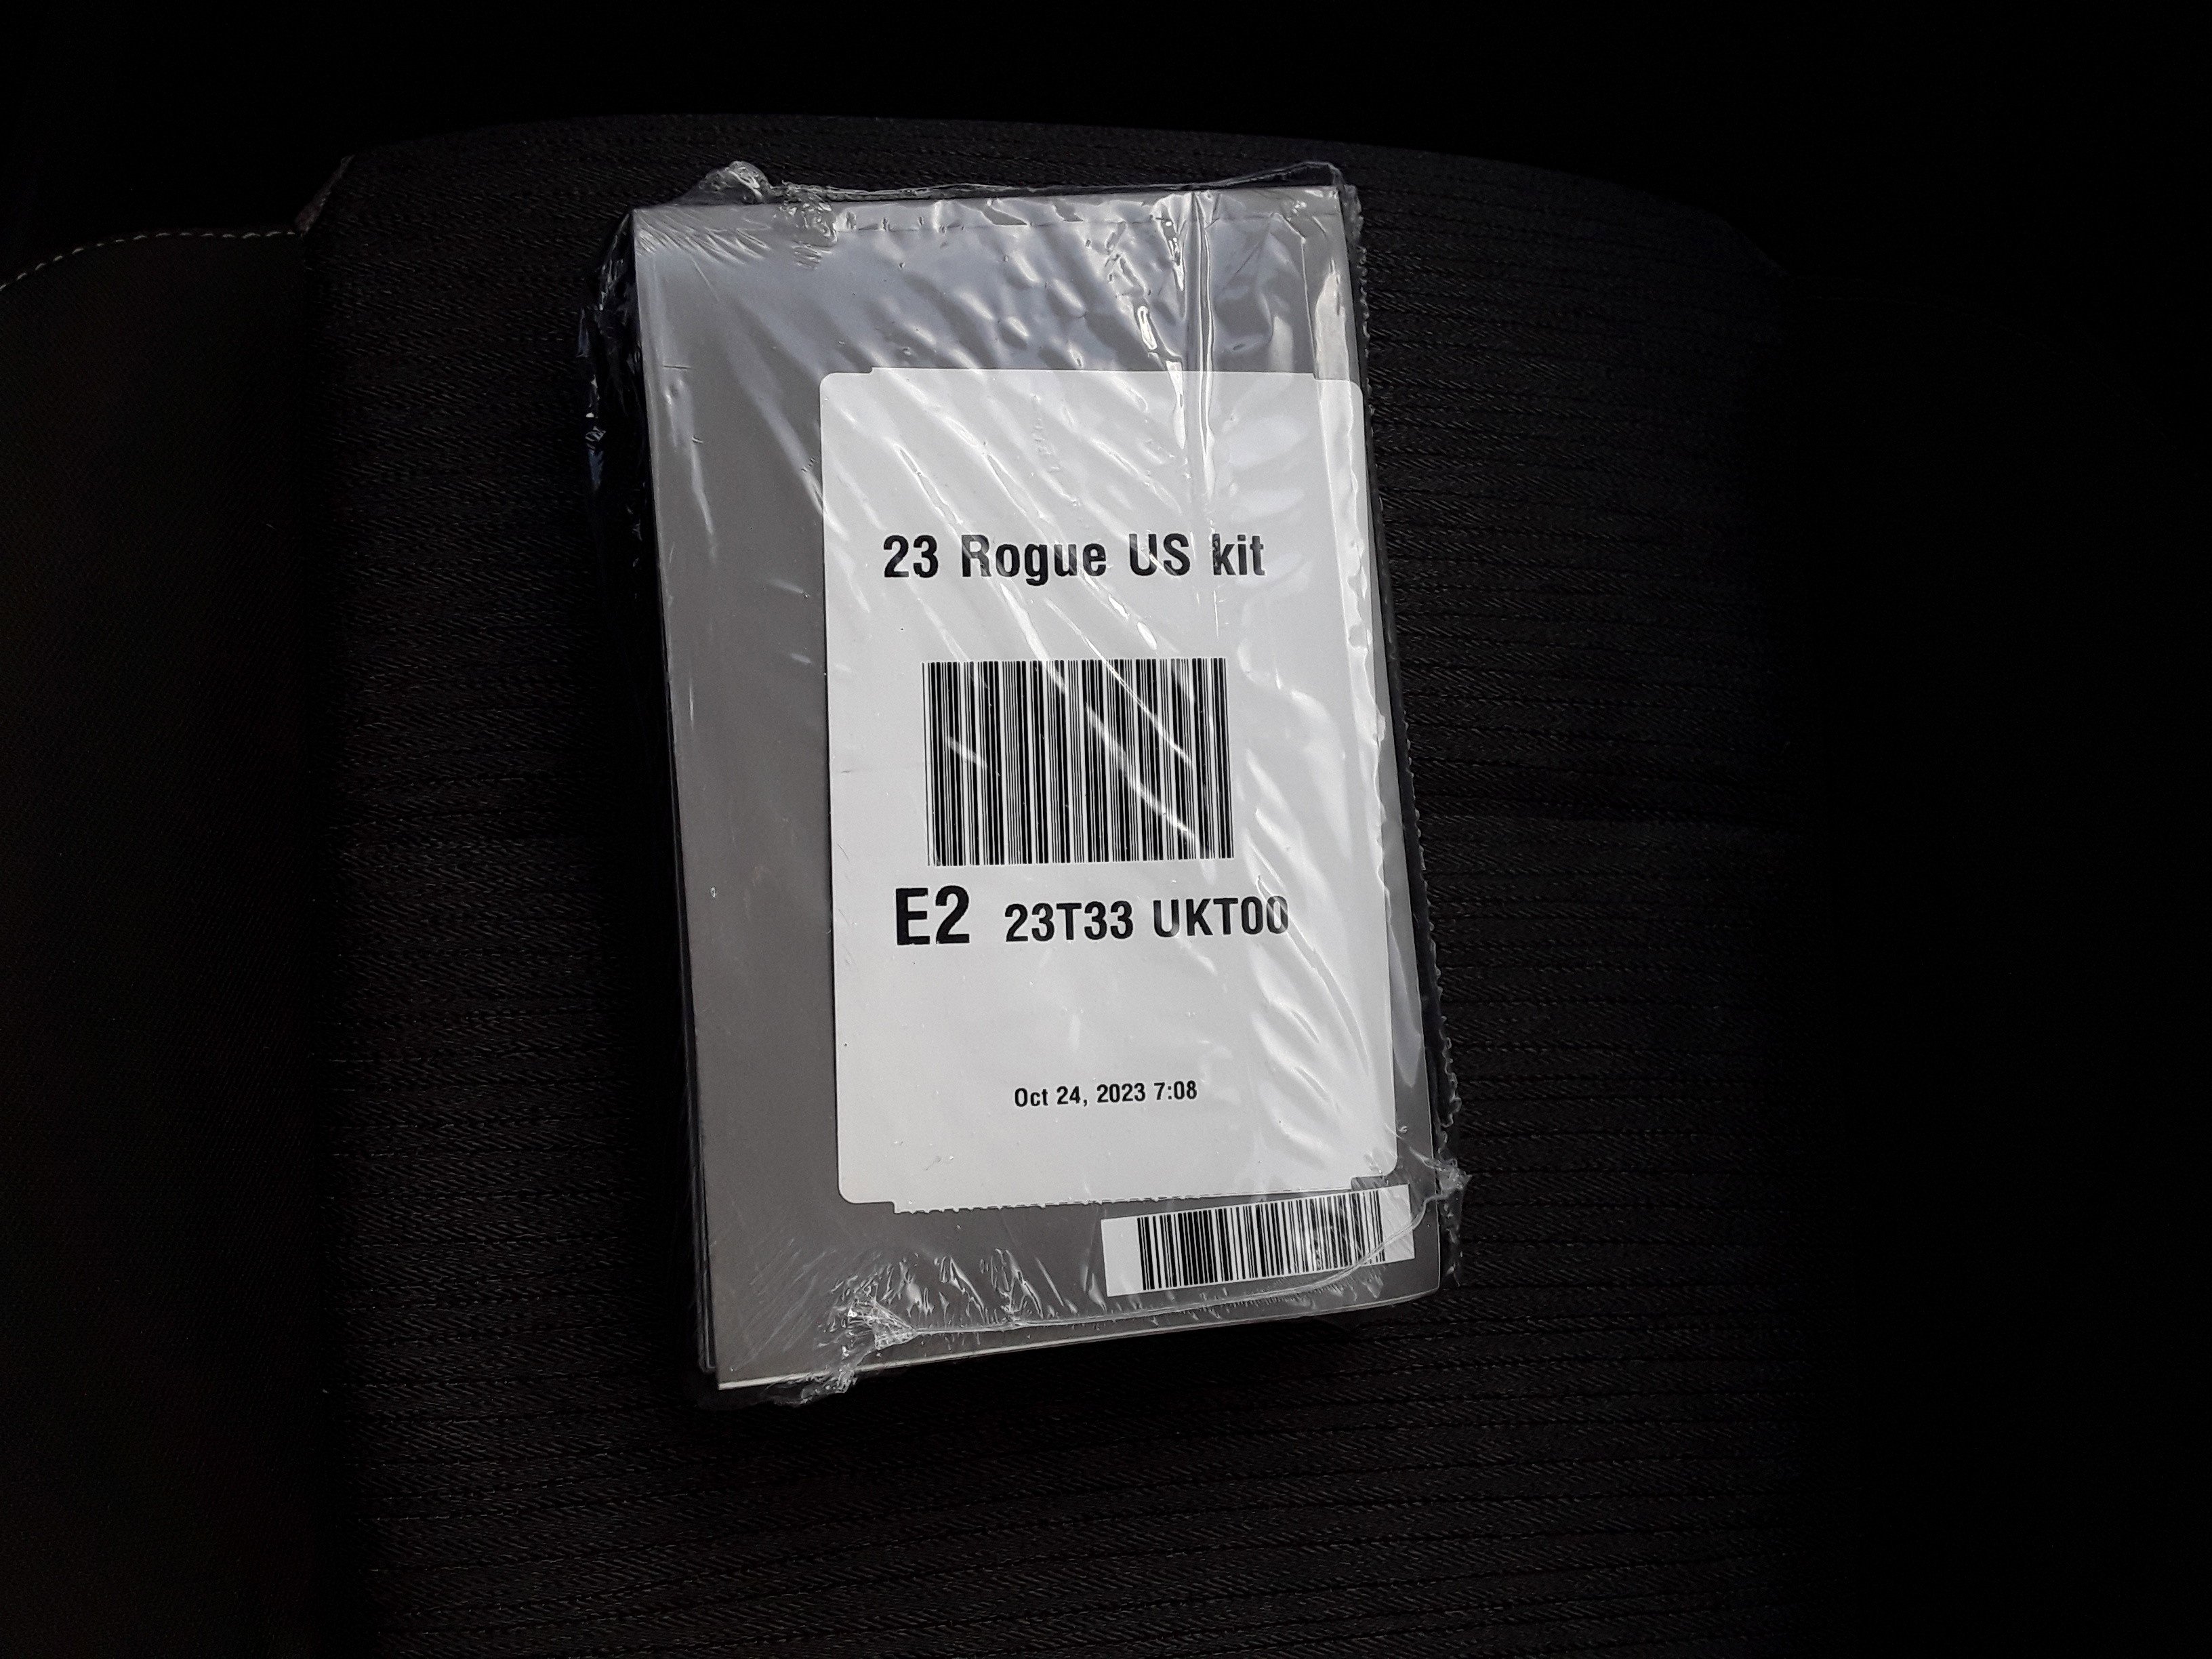 23 Rogue US kit
E2 23T33 UKT00
Oct 24, 2023 7:08